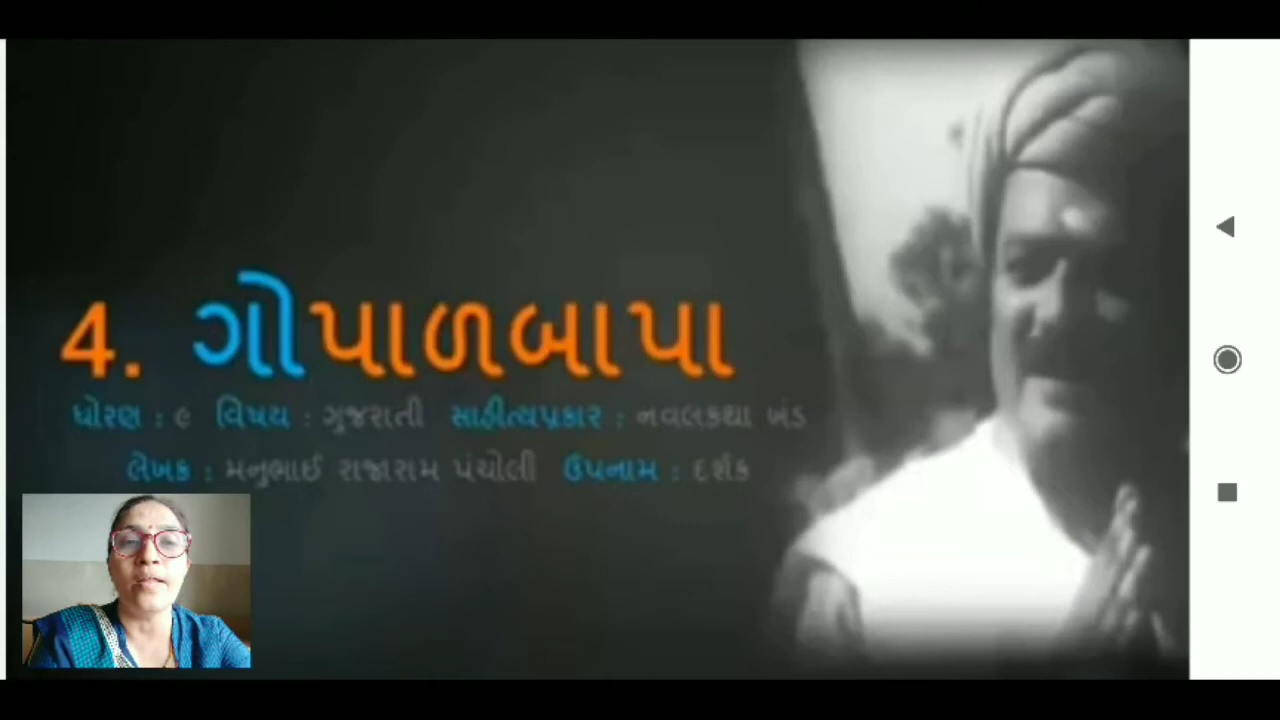 4. ગોપાળબાપા
ધોરણ : ૯ વિષય : ગુજરાતી સાહીત્યપ્રકાર : નવલકથા ખંડ
લેખક : મનુભાઈ રાજારામ પંચોલી ઉપનામ : દર્શક